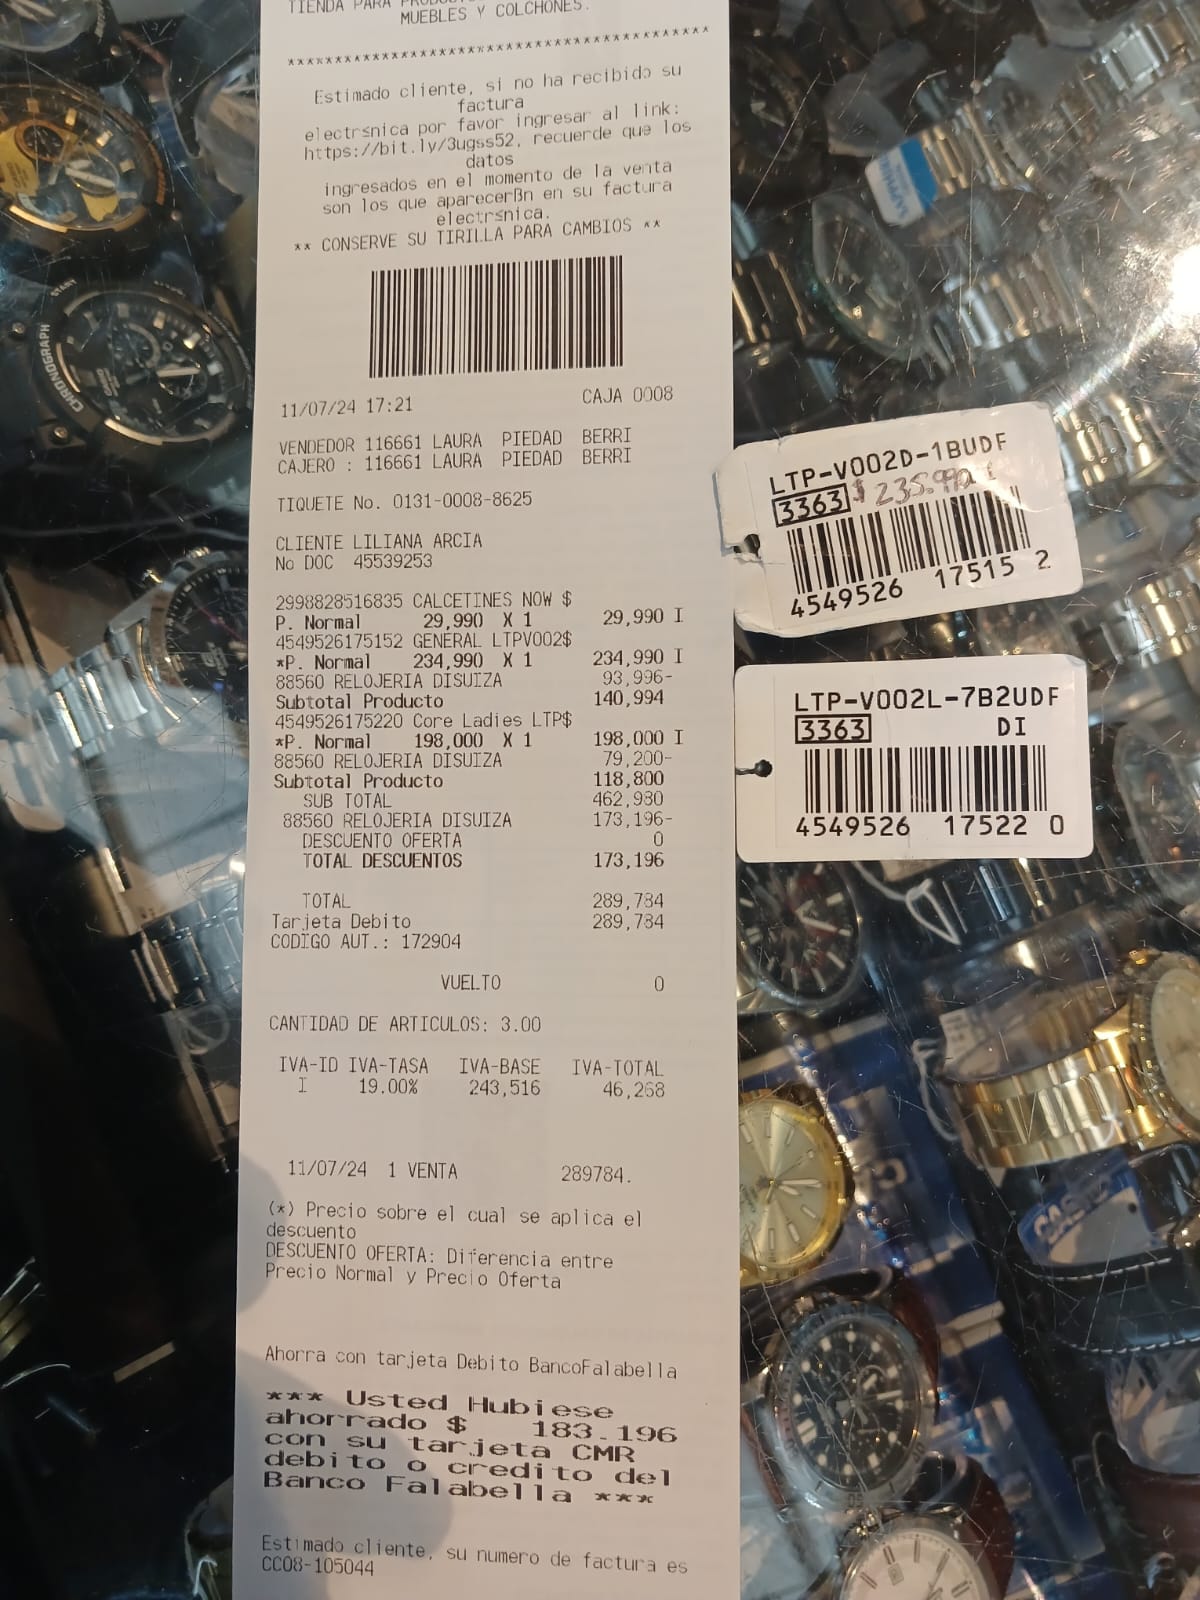 TIENDA PARA
MUEBLES Y COLCHONES.
****************************************
Estimado cliente, si no ha recibido su
factura
electr≤nica por favor ingresar al link:
https://bit.ly/3ugss52, recuerde que los
datos
ingresados en el momento de la venta
son los que aparecerßn en su factura
electr≤nica.
** CONSERVE SU TIRILLA PARA CAMBIOS **
11/07/24 17:21 CAJA 0008
VENDEDOR 116661 LAURA PIEDAD BERRI
CAJERO : 116661 LAURA PIEDAD BERRI
TIQUETE No. 0131-0008-8625
CLIENTE LILIANA ARCIA
No DOC 45539253
2998828516835 CALCETINES NOW $
P. Normal 29,990 X 1 29,990 I
4549526175152 GENERAL LTPV002$
*P. Normal 234,990 X 1 234,990 I
88560 RELOJERIA DISUIZA 93,996-
Subtotal Producto 140,994
4549526175220 Core Ladies LTP$
*P. Normal 198,000 X 1 198,000 I
88560 RELOJERIA DISUIZA 79,200-
Subtotal Producto 118,800
SUB TOTAL 462,980
88560 RELOJERIA DISUIZA 173,196-
DESCUENTO OFERTA 0
TOTAL DESCUENTOS 173,196
TOTAL 289,784
Tarjeta Debito 289,784
CODIGO AUT.: 172904
VUELTO 0
CANTIDAD DE ARTICULOS: 3.00
IVA-ID IVA-TASA IVA-BASE IVA-TOTAL
I 19.00% 243,516 46,268
11/07/24 1 VENTA 289784.
(*) Precio sobre el cual se aplica el
descuento
DESCUENTO OFERTA: Diferencia entre
Precio Normal y Precio Oferta
Ahorra con tarjeta Debito BancoFalabella
*** Usted Hubiese
ahorrado $ 183.196
con su tarjeta CMR
debito o credito del
Banco Falabella ***
Estimado cliente, su numero de factura es
CC08-105044
LTP-V002D-1BUDF
3363 $ 235.990
4549526 17515 2
LTP-V002L-7B2UDF
3363 DI
4549526 17522 0
CHRONOGRAPH
START
CASIO